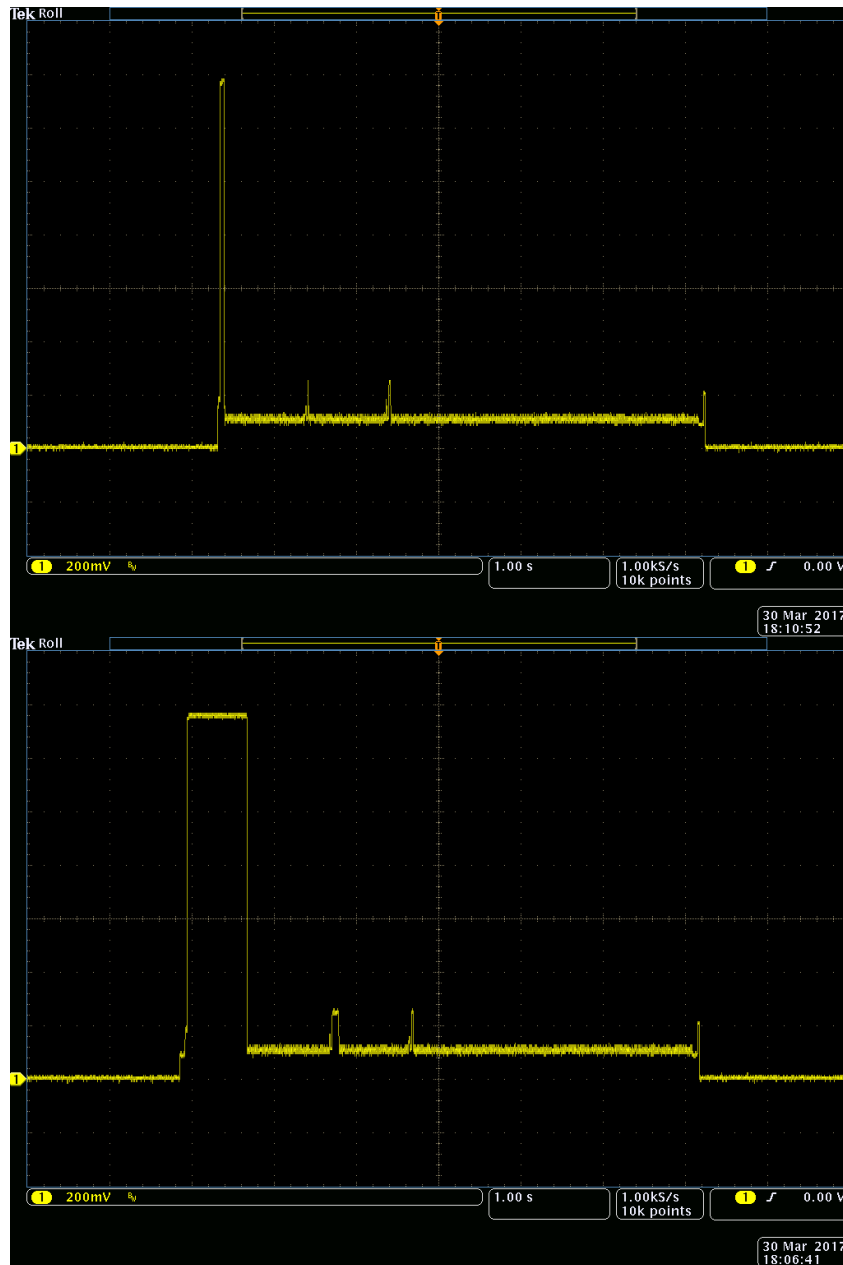 Tek Roll
T
1
1 200mV BW
1.00 s
1.00kS/s
10k points
1 0.00 V
30 Mar 2017
18:10:52
Tek Roll
T
1
1 200mV BW
1.00 s
1.00kS/s
10k points
1 0.00 V
30 Mar 2017
18:06:41